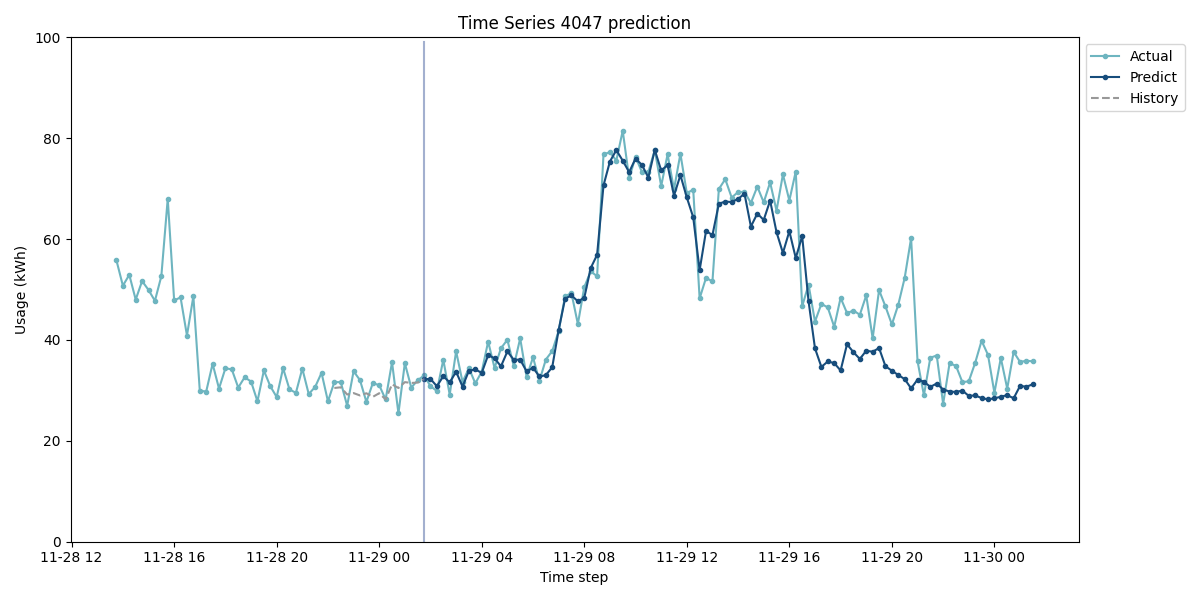 Time Series 4047 prediction
Usage (kWh)
100
80
60
40
20
0
11-28 12
11-28 16
11-28 20
11-29 00
11-29 04
11-29 08
11-29 12
11-29 16
11-29 20
11-30 00
Time step
Actual
Predict
History